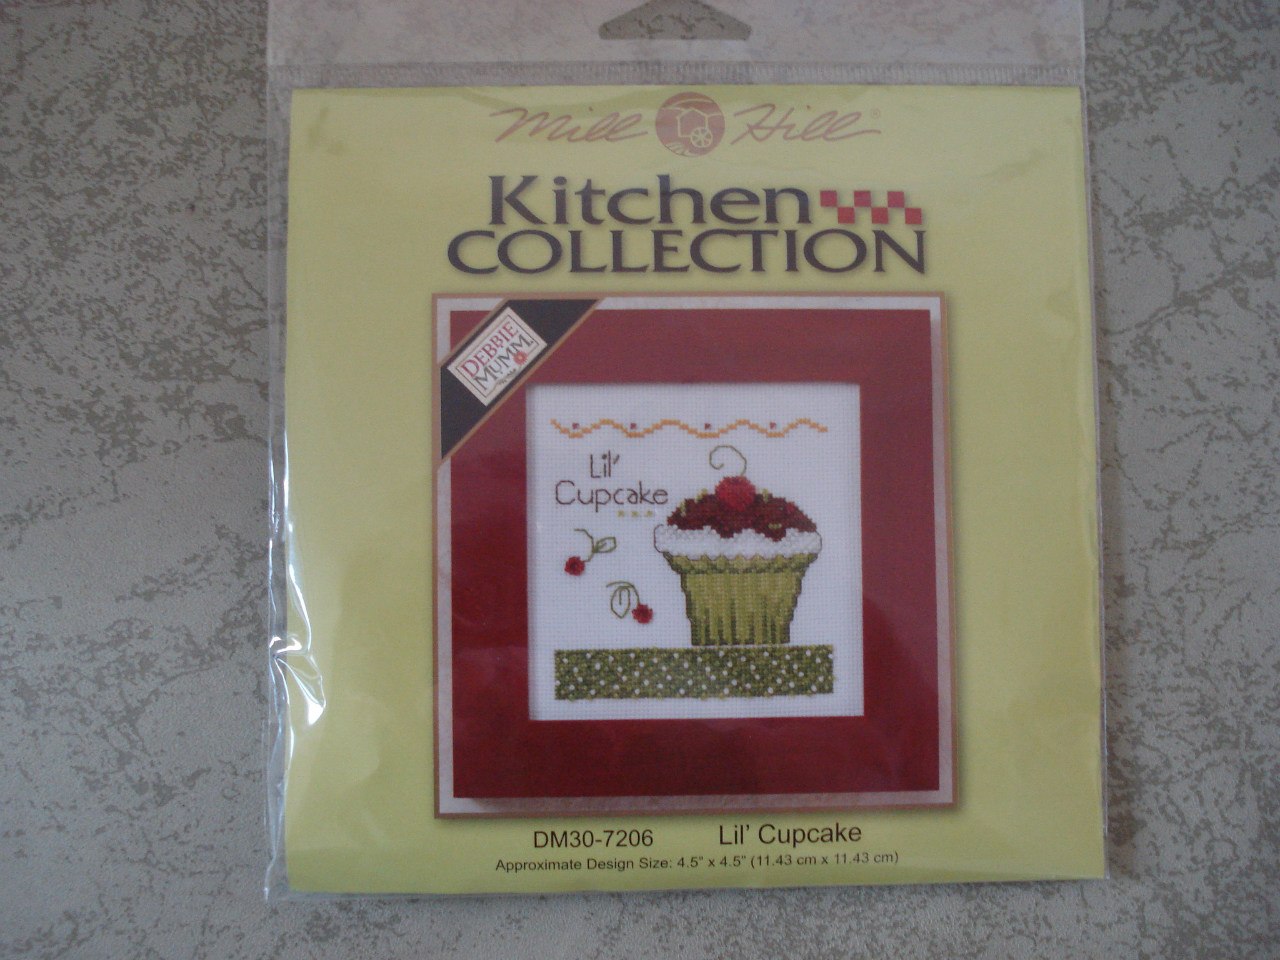 Mill Hill®
Kitchen
COLLECTION
DEBBIE
MUMM
Lil'
Cupcake
DM30-7206 Lil' Cupcake
Approximate Design Size: 4.5" x 4.5" (11.43 cm x 11.43 cm)